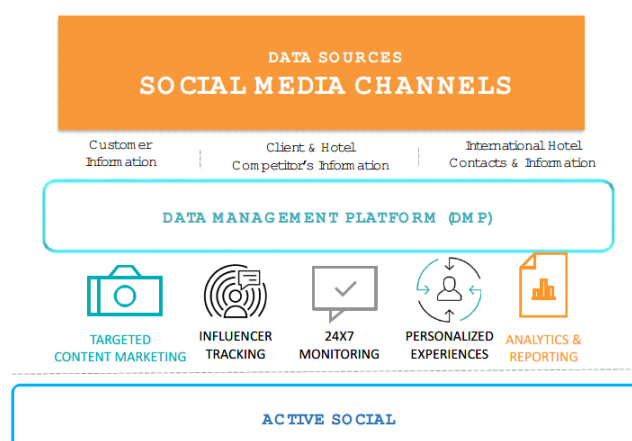 DATA SOURCES
SOCIAL MEDIA CHANNELS
Customer
Information
Client & Hotel
Competitor's Information
International Hotel
Contacts & Information
DATA MANAGEMENT PLATFORM (DMP)
TARGETED
CONTENT MARKETING
INFLUENCER
TRACKING
24X7
MONITORING
PERSONALIZED
EXPERIENCES
ANALYTICS &
REPORTING
ACTIVE SOCIAL